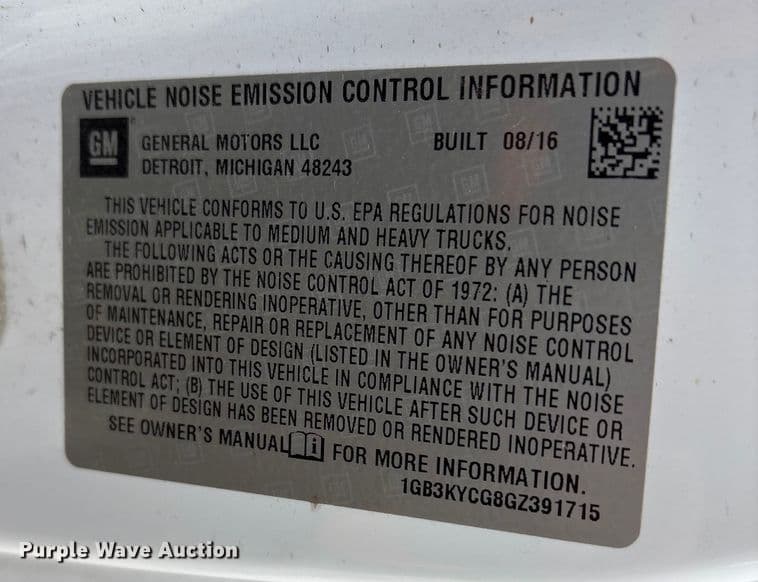 VEHICLE NOISE EMISSION CONTROL INFORMATION
GM ®
GENERAL MOTORS LLC BUILT 08/16
DETROIT, MICHIGAN 48243
THIS VEHICLE CONFORMS TO U.S. EPA REGULATIONS FOR NOISE
EMISSION APPLICABLE TO MEDIUM AND HEAVY TRUCKS.
THE FOLLOWING ACTS OR THE CAUSING THEREOF BY ANY PERSON
ARE PROHIBITED BY THE NOISE CONTROL ACT OF 1972: (A) THE
REMOVAL OR RENDERING INOPERATIVE, OTHER THAN FOR PURPOSES
OF MAINTENANCE, REPAIR OR REPLACEMENT OF ANY NOISE CONTROL
DEVICE OR ELEMENT OF DESIGN (LISTED IN THE OWNER'S MANUAL)
INCORPORATED INTO THIS VEHICLE IN COMPLIANCE WITH THE NOISE
CONTROL ACT; (B) THE USE OF THIS VEHICLE AFTER SUCH DEVICE OR
ELEMENT OF DESIGN HAS BEEN REMOVED OR RENDERED INOPERATIVE.
SEE OWNER'S MANUAL i FOR MORE INFORMATION.
1GB3KYCG8GZ391715
Purple Wave Auction